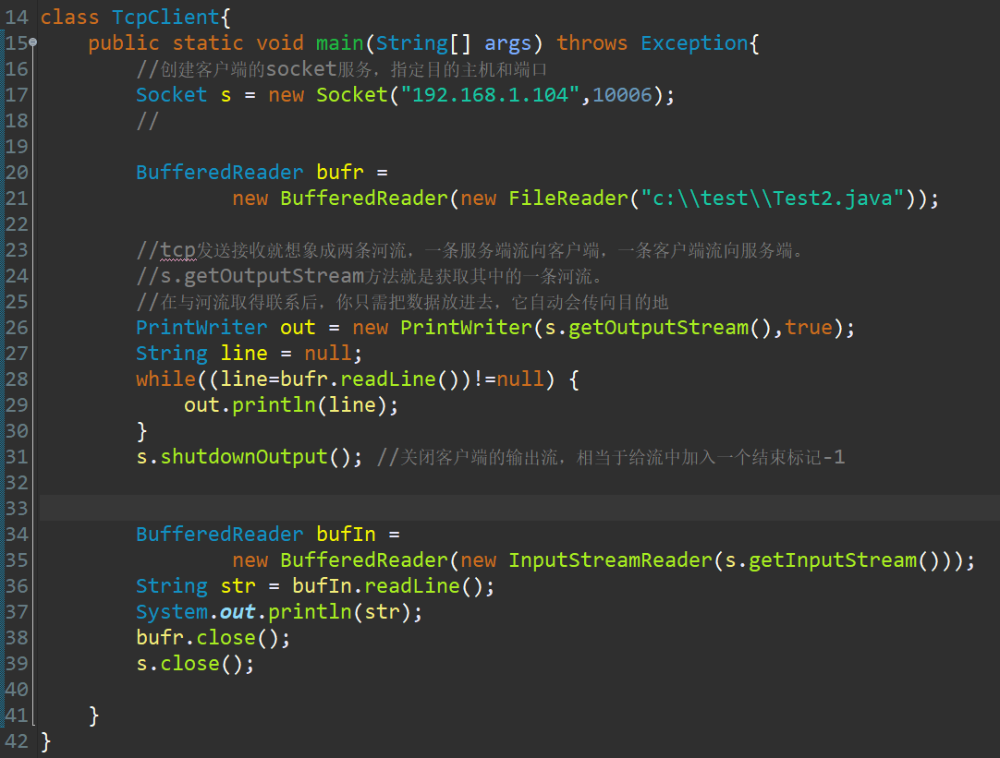 14 class TcpClient{
15 public static void main(String[] args) throws Exception{
16 //创建客户端的socket服务，指定目的主机和端口
17 Socket s = new Socket("192.168.1.104",10006);
18 //
19
20 BufferedReader bufr =
21 new BufferedReader(new FileReader("c:\\test\\Test2.java"));
22
23 //tcp发送接收就想象成两条河流，一条服务端流向客户端，一条客户端流向服务端。
24 //s.getOutputStream方法就是获取其中的一条河流。
25 //在与河流取得联系后，你只需把数据放进去，它自动会传向目的地
26 PrintWriter out = new PrintWriter(s.getOutputStream(),true);
27 String line = null;
28 while((line=bufr.readLine())!=null) {
29 out.println(line);
30 }
31 s.shutdownOutput(); //关闭客户端的输出流，相当于给流中加入一个结束标记-1
32
33
34 BufferedReader bufIn =
35 new BufferedReader(new InputStreamReader(s.getInputStream()));
36 String str = bufIn.readLine();
37 System.out.println(str);
38 bufr.close();
39 s.close();
40
41 }
42 }